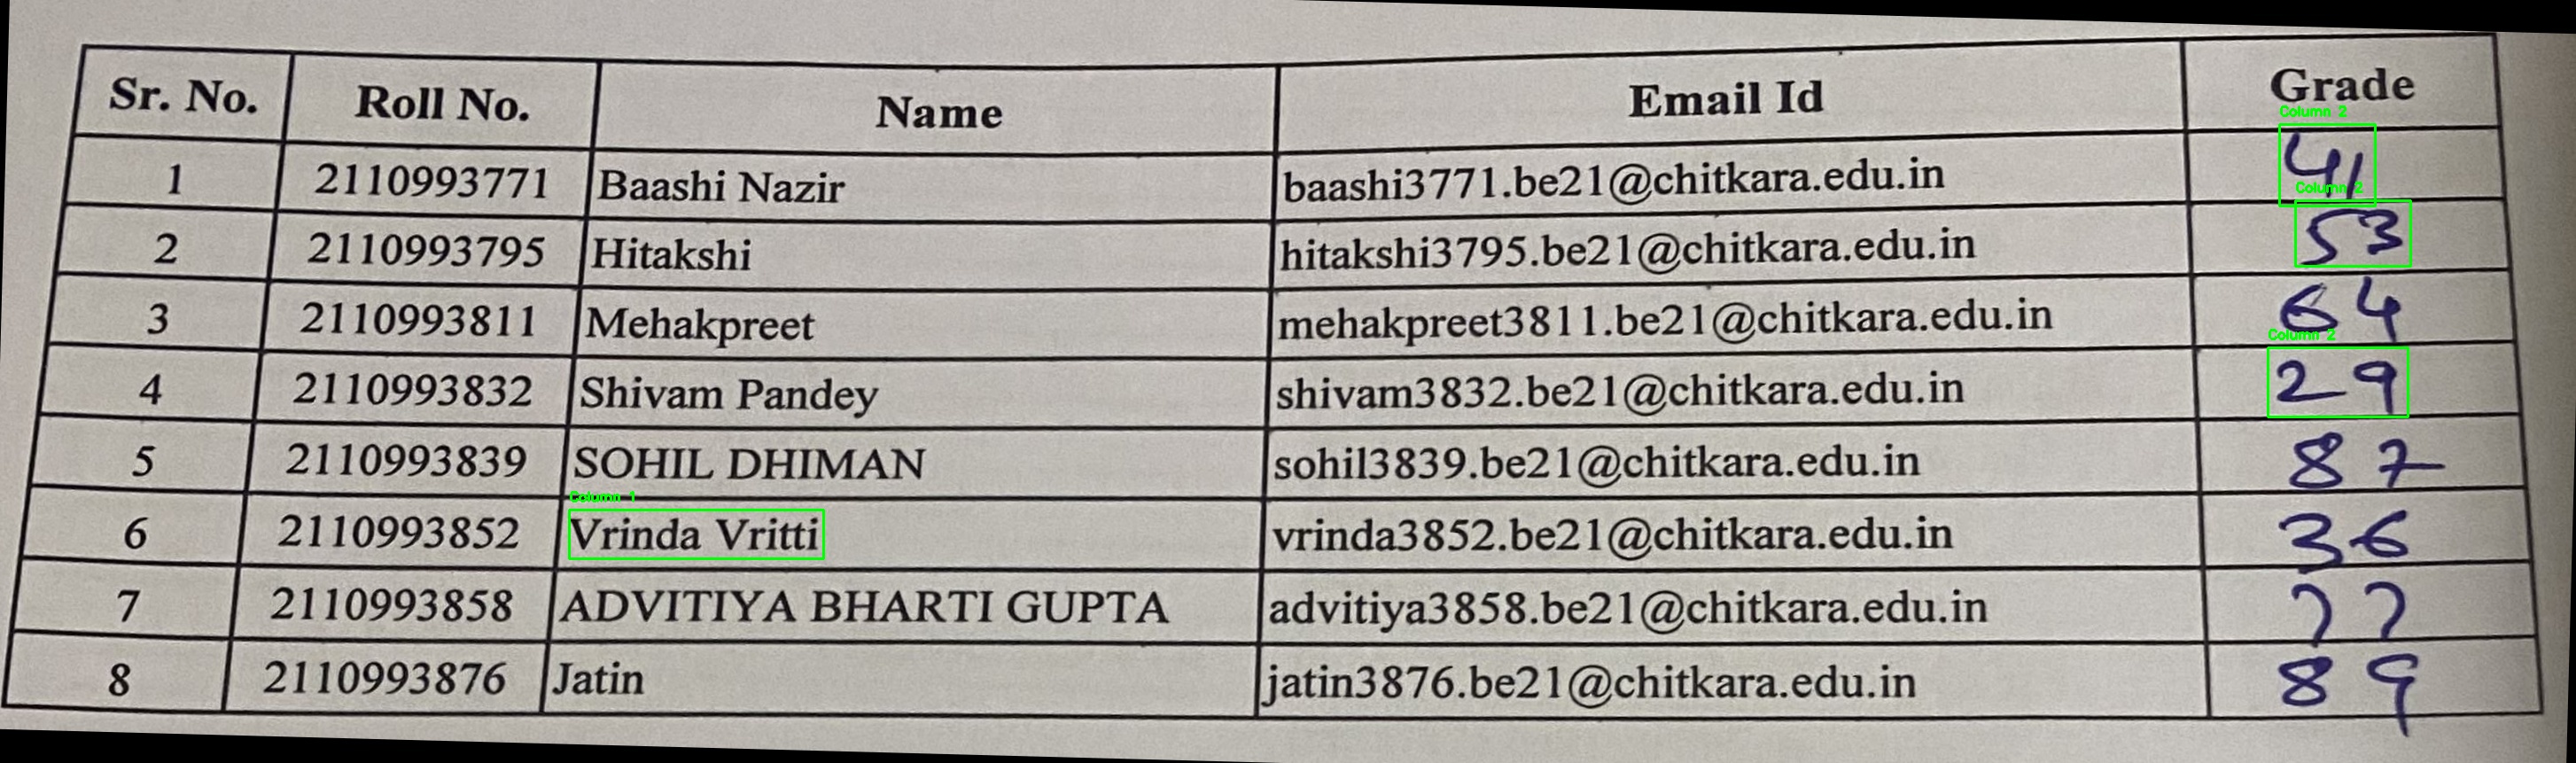 Sr. No. Roll No. Name Email Id Grade
Column 2
1 2110993771 Baashi Nazir baashi3771.be21@chitkara.edu.in 41
Column 2
2 2110993795 Hitakshi hitakshi3795.be21@chitkara.edu.in 53
3 2110993811 Mehakpreet mehakpreet3811.be21@chitkara.edu.in 64
Column 2
4 2110993832 Shivam Pandey shivam3832.be21@chitkara.edu.in 29
5 2110993839 SOHIL DHIMAN sohil3839.be21@chitkara.edu.in 87
Column 1
6 2110993852 Vrinda Vritti vrinda3852.be21@chitkara.edu.in 36
7 2110993858 ADVITIYA BHARTI GUPTA advitiya3858.be21@chitkara.edu.in 77
8 2110993876 Jatin jatin3876.be21@chitkara.edu.in 89